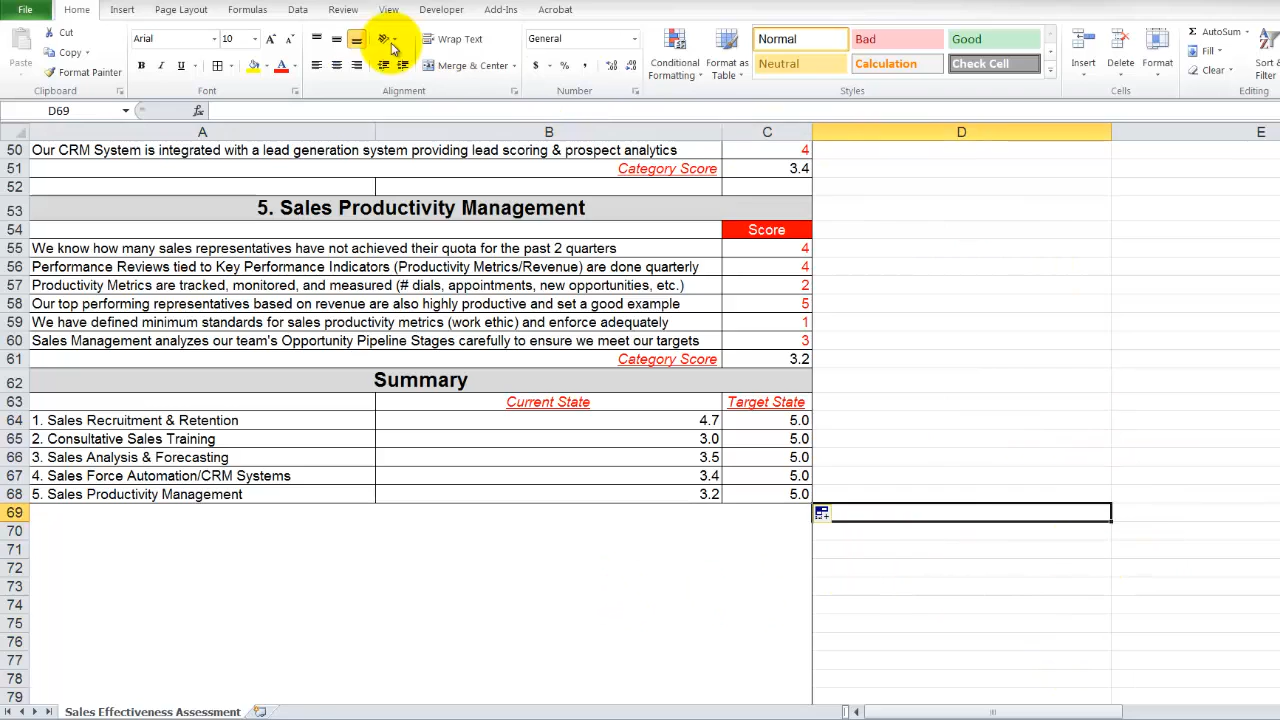 File Home Insert Page Layout Formulas Data Review View Developer Add-Ins Acrobat
Cut Arial 10 A A Wrap Text General Normal Bad Good AutoSum
Copy Conditional Format as Insert Delete Format Fill Sort
Paste Format Painter B I U A Merge & Center $ % , Formatting Table Neutral Calculation Check Cell Clear Filter
Clipboard Font Alignment Number Styles Cells Editing
D69 fx
A B C D E
50 Our CRM System is integrated with a lead generation system providing lead scoring & prospect analytics 4
51 Category Score 3.4
52
53 5. Sales Productivity Management
54 Score
55 We know how many sales representatives have not achieved their quota for the past 2 quarters 4
56 Performance Reviews tied to Key Performance Indicators (Productivity Metrics/Revenue) are done quarterly 4
57 Productivity Metrics are tracked, monitored, and measured (# dials, appointments, new opportunities, etc.) 2
58 Our top performing representatives based on revenue are also highly productive and set a good example 5
59 We have defined minimum standards for sales productivity metrics (work ethic) and enforce adequately 1
60 Sales Management analyzes our team's Opportunity Pipeline Stages carefully to ensure we meet our targets 3
61 Category Score 3.2
62 Summary
63 Current State Target State
64 1. Sales Recruitment & Retention 4.7 5.0
65 2. Consultative Sales Training 3.0 5.0
66 3. Sales Analysis & Forecasting 3.5 5.0
67 4. Sales Force Automation/CRM Systems 3.4 5.0
68 5. Sales Productivity Management 3.2 5.0
69
70
71
72
73
74
75
76
77
78
79
Sales Effectiveness Assessment